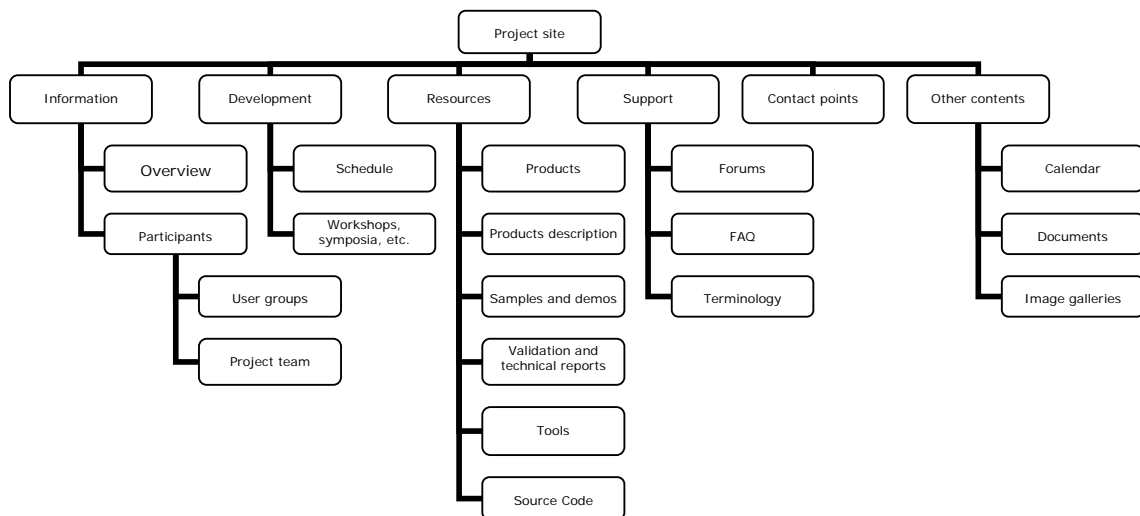 Project site
Information
Development
Resources
Support
Contact points
Other contents
Overview
Schedule
Products
Forums
Calendar
Participants
Workshops,
symposia, etc.
Products description
FAQ
Documents
User groups
Samples and demos
Terminology
Image galleries
Project team
Validation and
technical reports
Tools
Source Code